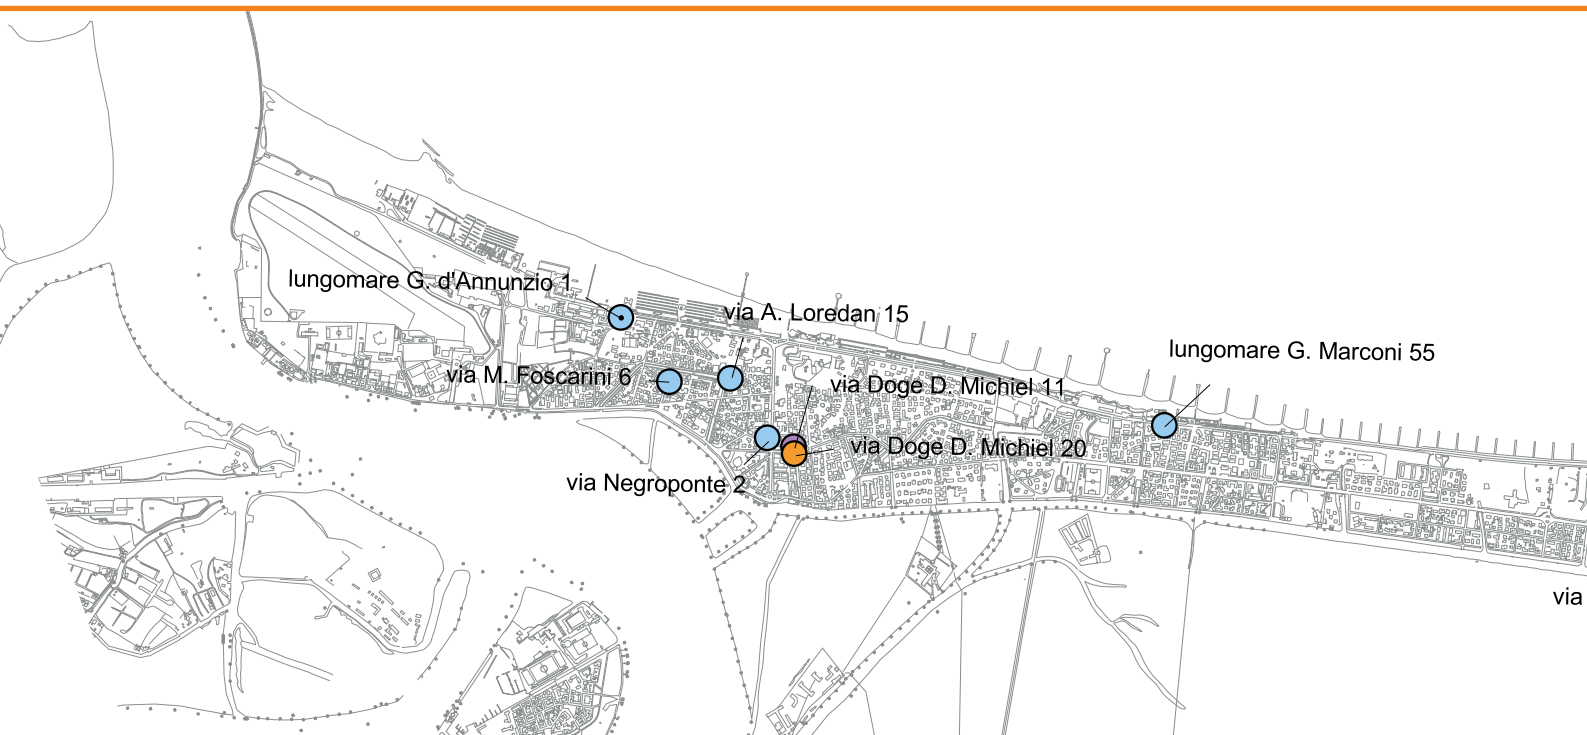 lungomare G. d'Annunzio 1
via A. Loredan 15
lungomare G. Marconi 55
via M. Foscarini 6
via Doge D. Michiel 11
via Doge D. Michiel 20
via Negroponte 2
via